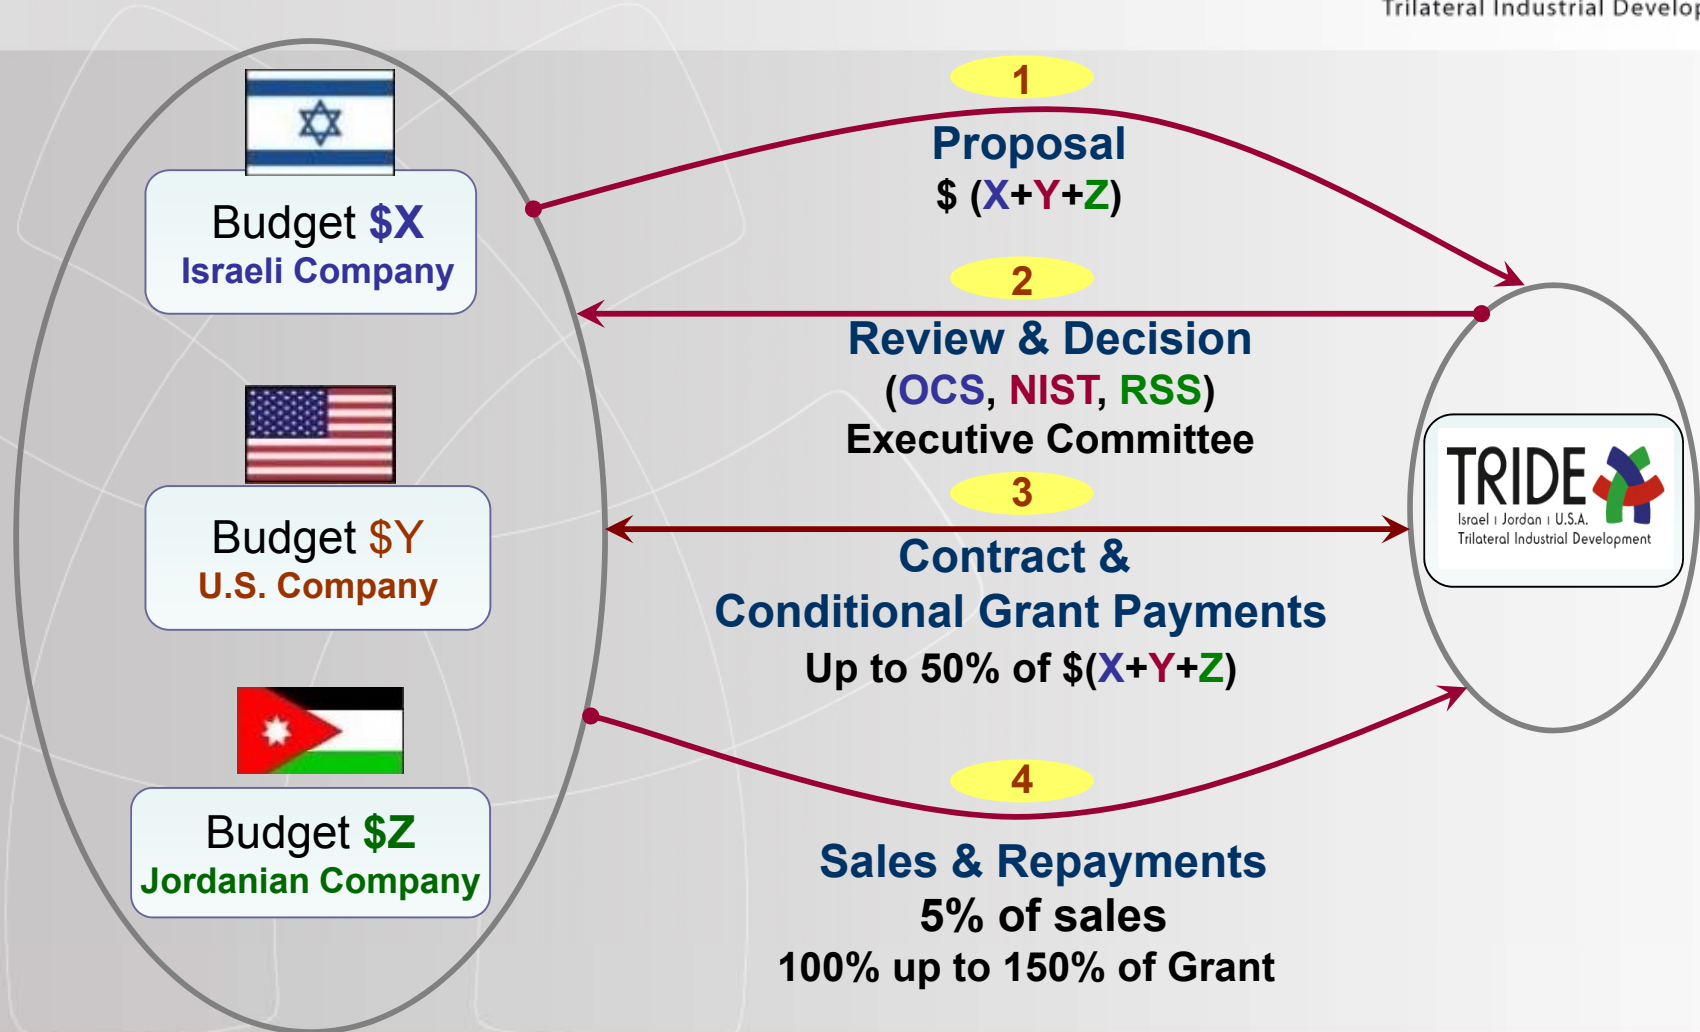 Trilateral Industrial
Budget $X
Israeli Company
Budget $Y
U.S. Company
Budget $Z
Jordanian Company
1
Proposal
$ (X+Y+Z)
2
Review & Decision
(OCS, NIST, RSS)
Executive Committee
3
Contract &
Conditional Grant Payments
Up to 50% of $(X+Y+Z)
4
Sales & Repayments
5% of sales
100% up to 150% of Grant
TRIDE
Israel | Jordan | U.S.A.
Trilateral Industrial Development